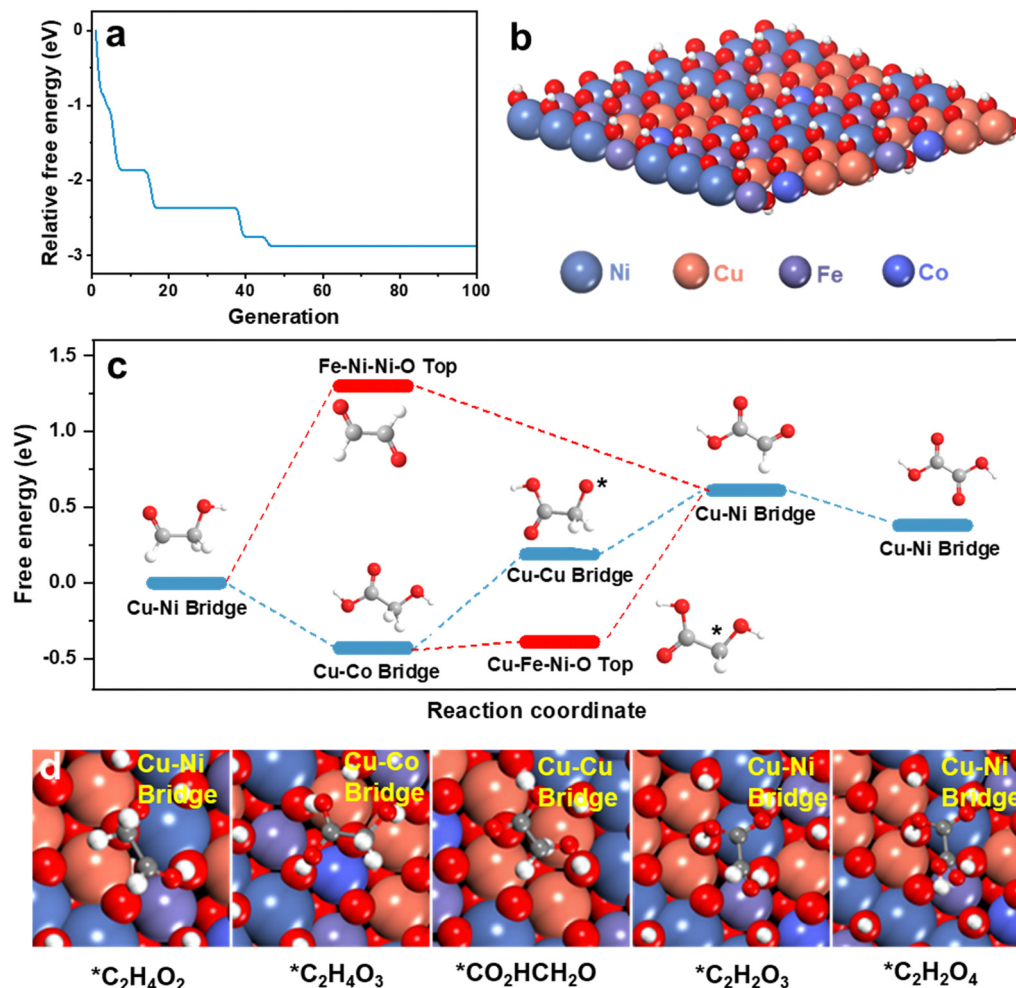 a
Relative free energy (eV)
0
-1
-2
-3
0 20 40 60 80 100
Generation
b
Ni Cu Fe Co
c
Free energy (eV)
1.5
1.0
0.5
0.0
-0.5
Fe-Ni-Ni-O Top
*
Cu-Ni Bridge
Cu-Cu Bridge
Cu-Ni Bridge
Cu-Ni Bridge
Cu-Co Bridge
Cu-Fe-Ni-O Top
*
Reaction coordinate
d
Cu-Ni
Bridge
Cu-Co
Bridge
Cu-Cu
Bridge
Cu-Ni
Bridge
Cu-Ni
Bridge
*C₂H₄O₂
*C₂H₄O₃
*CO₂HCH₂O
*C₂H₂O₃
*C₂H₂O₄